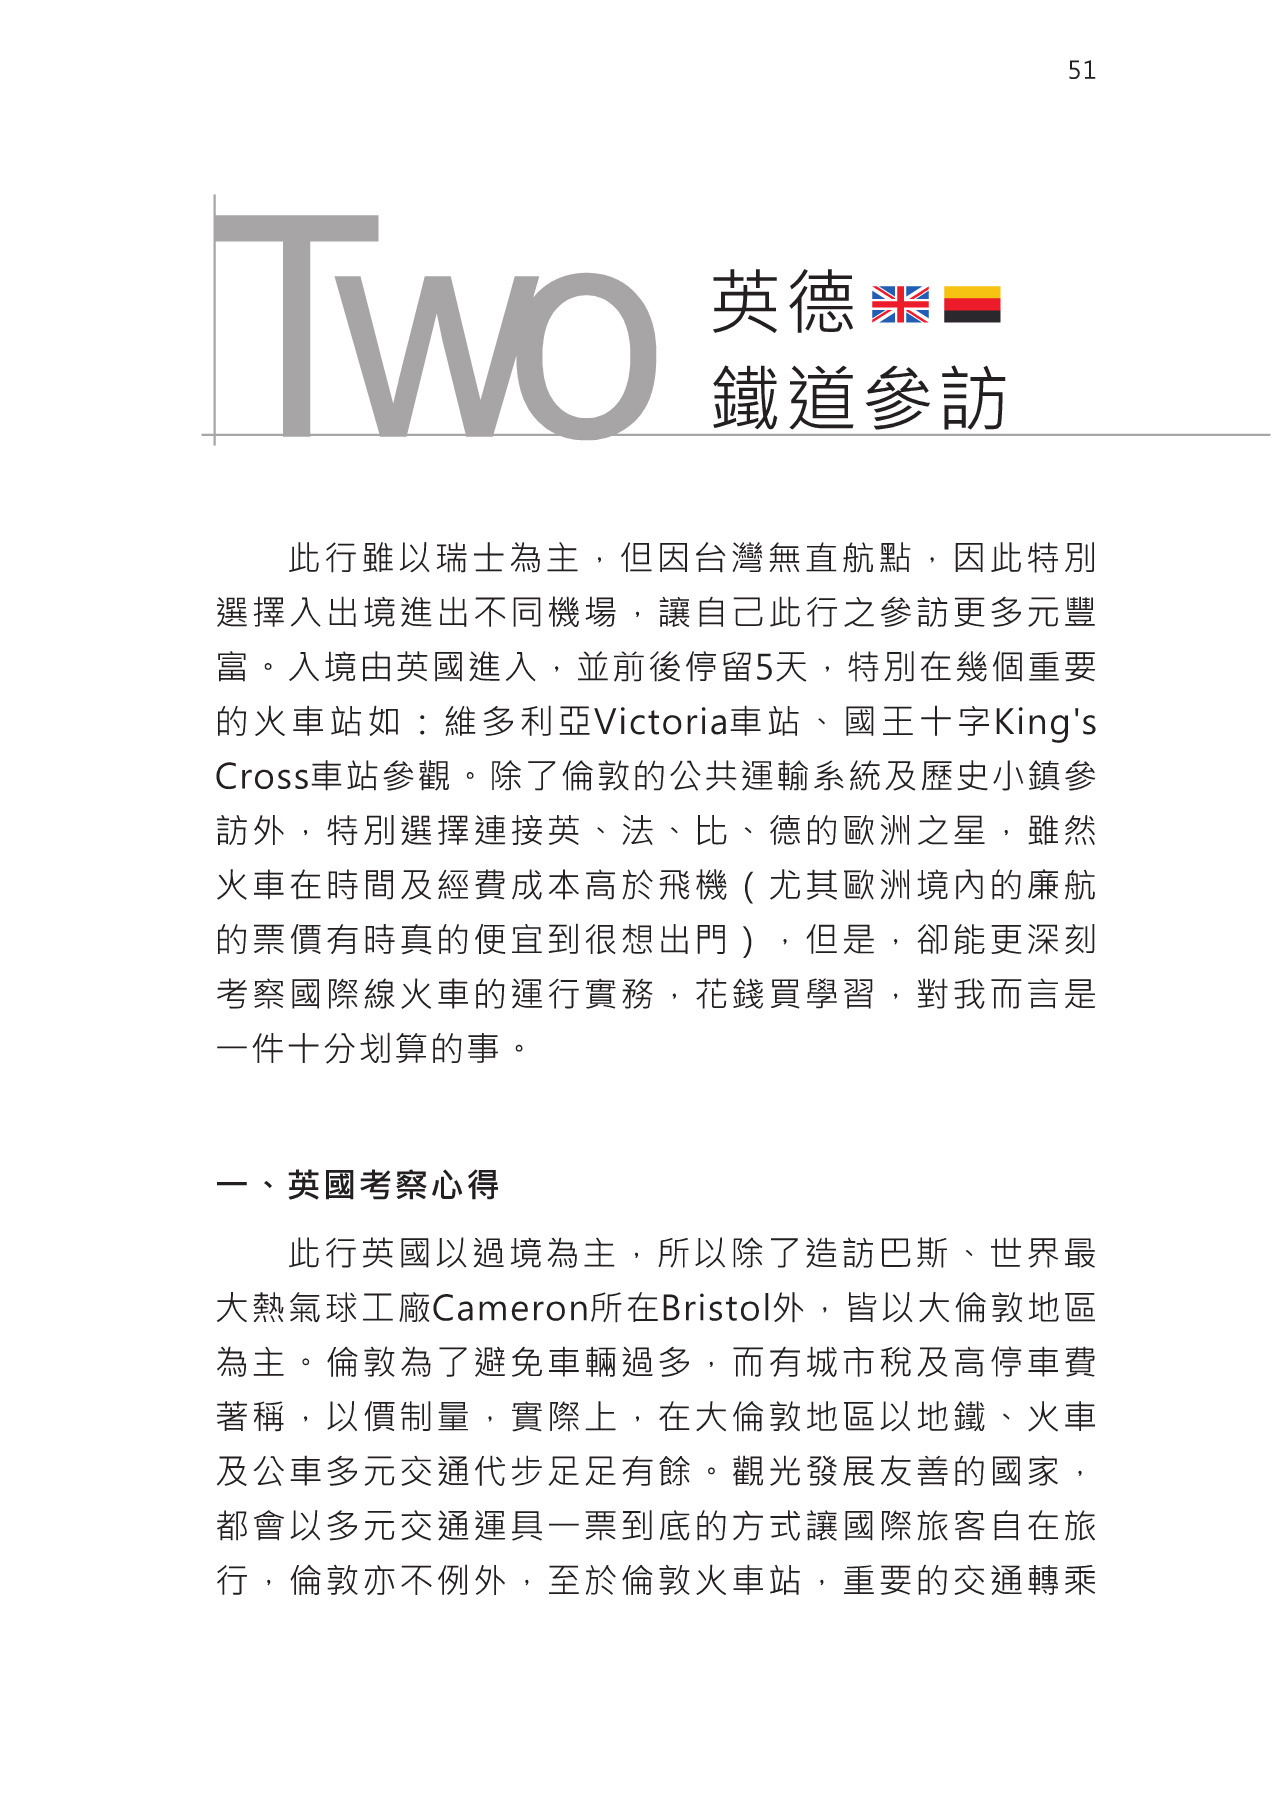 51
Two
英德
鐵道參訪
此行雖以瑞士為主，但因台灣無直航點，因此特別
選擇入出境進出不同機場，讓自己此行之參訪更多元豐
富。入境由英國進入，並前後停留5天，特別在幾個重要
的火車站如：維多利亞Victoria車站、國王十字King's
Cross車站參觀。除了倫敦的公共運輸系統及歷史小鎮參
訪外，特別選擇連接英、法、比、德的歐洲之星，雖然
火車在時間及經費成本高於飛機（尤其歐洲境內的廉航
的票價有時真的便宜到很想出門），但是，卻能更深刻
考察國際線火車的運行實務，花錢買學習，對我而言是
一件十分划算的事。
一、英國考察心得
此行英國以過境為主，所以除了造訪巴斯、世界最
大熱氣球工廠Cameron所在Bristol外，皆以大倫敦地區
為主。倫敦為了避免車輛過多，而有城市稅及高停車費
著稱，以價制量，實際上，在大倫敦地區以地鐵、火車
及公車多元交通代步足足有餘。觀光發展友善的國家，
都會以多元交通運具一票到底的方式讓國際旅客自在旅
行，倫敦亦不例外，至於倫敦火車站，重要的交通轉乘